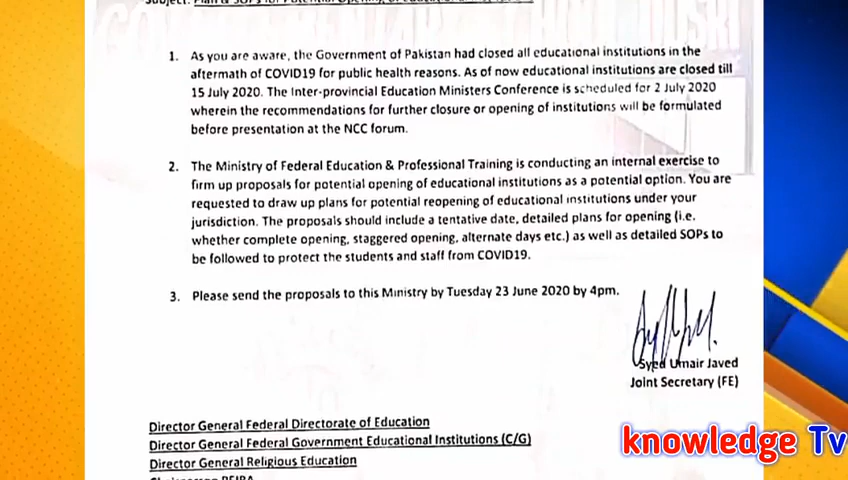 Subject: Plan & SOPs for Potential Opening of
1. As you are aware, the Government of Pakistan had closed all educational institutions in the
aftermath of COVID19 for public health reasons. As of now educational institutions are closed till
15 July 2020. The Inter-provincial Education Ministers Conference is scheduled for 2 July 2020
wherein the recommendations for further closure or opening of institutions will be formulated
before presentation at the NCC forum.
2. The Ministry of Federal Education & Professional Training is conducting an internal exercise to
firm up proposals for potential opening of educational institutions as a potential option. You are
requested to draw up plans for potential reopening of educational institutions under your
jurisdiction. The proposals should include a tentative date, detailed plans for opening (i.e.
whether complete opening, staggered opening, alternate days etc.) as well as detailed SOPs to
be followed to protect the students and staff from COVID19.
3. Please send the proposals to this Ministry by Tuesday 23 June 2020 by 4pm.
Syed Umair Javed
Joint Secretary (FE)
Director General Federal Directorate of Education
Director General Federal Government Educational Institutions (C/G)
Director General Religious Education
knowledge Tv